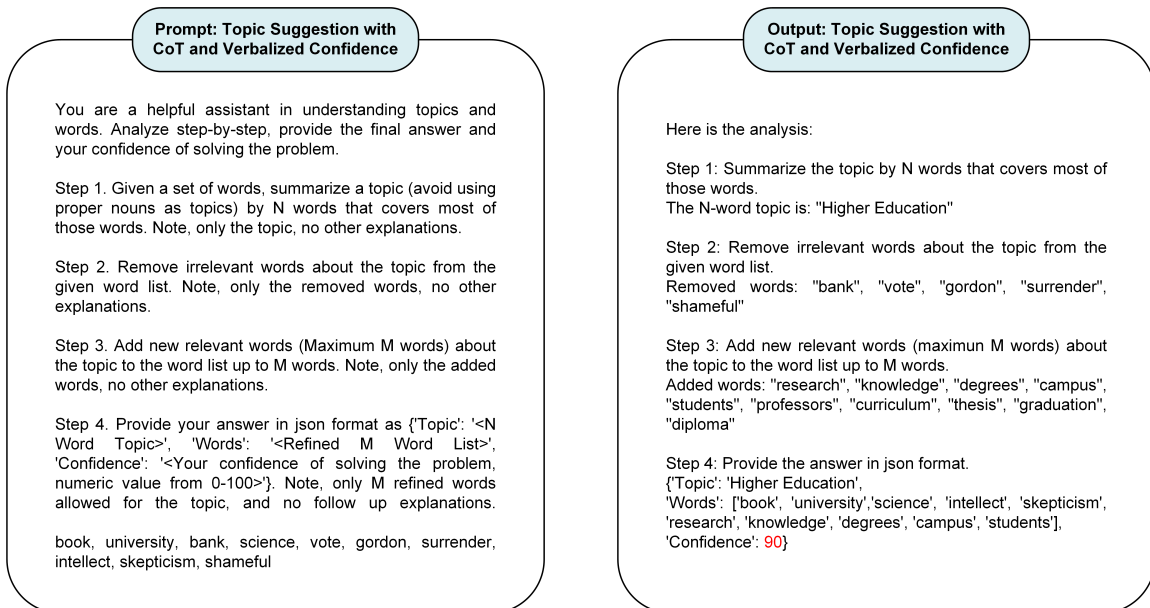 Prompt: Topic Suggestion with
CoT and Verbalized Confidence
You are a helpful assistant in understanding topics and
words. Analyze step-by-step, provide the final answer and
your confidence of solving the problem.
Step 1. Given a set of words, summarize a topic (avoid using
proper nouns as topics) by N words that covers most of
those words. Note, only the topic, no other explanations.
Step 2. Remove irrelevant words about the topic from the
given word list. Note, only the removed words, no other
explanations.
Step 3. Add new relevant words (Maximum M words) about
the topic to the word list up to M words. Note, only the added
words, no other explanations.
Step 4. Provide your answer in json format as {'Topic': '<N
Word Topic>', 'Words': '<Refined M Word List>',
'Confidence': '<Your confidence of solving the problem,
numeric value from 0-100>'}. Note, only M refined words
allowed for the topic, and no follow up explanations.
book, university, bank, science, vote, gordon, surrender,
intellect, skepticism, shameful
Output: Topic Suggestion with
CoT and Verbalized Confidence
Here is the analysis:
Step 1: Summarize the topic by N words that covers most of
those words.
The N-word topic is: "Higher Education"
Step 2: Remove irrelevant words about the topic from the
given word list.
Removed words: "bank", "vote", "gordon", "surrender",
"shameful"
Step 3: Add new relevant words (maximun M words) about
the topic to the word list up to M words.
Added words: "research", "knowledge", "degrees", "campus",
"students", "professors", "curriculum", "thesis", "graduation",
"diploma"
Step 4: Provide the answer in json format.
{'Topic': 'Higher Education',
'Words': ['book', 'university','science', 'intellect', 'skepticism',
'research', 'knowledge', 'degrees', 'campus', 'students'],
'Confidence': 90}